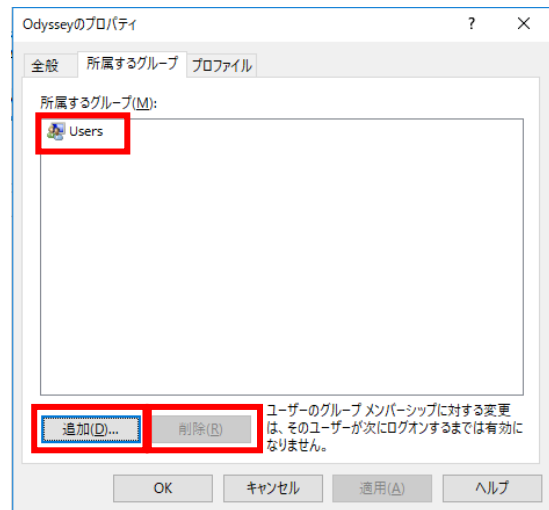 Odysseyのプロパティ ? ×
全般 所属するグループ プロファイル
所属するグループ(M):
Users
追加(D)... 削除(R)
ユーザーのグループ メンバーシップに対する変更
は、そのユーザーが次にログオンするまでは有効に
なりません。
OK キャンセル 適用(A) ヘルプ